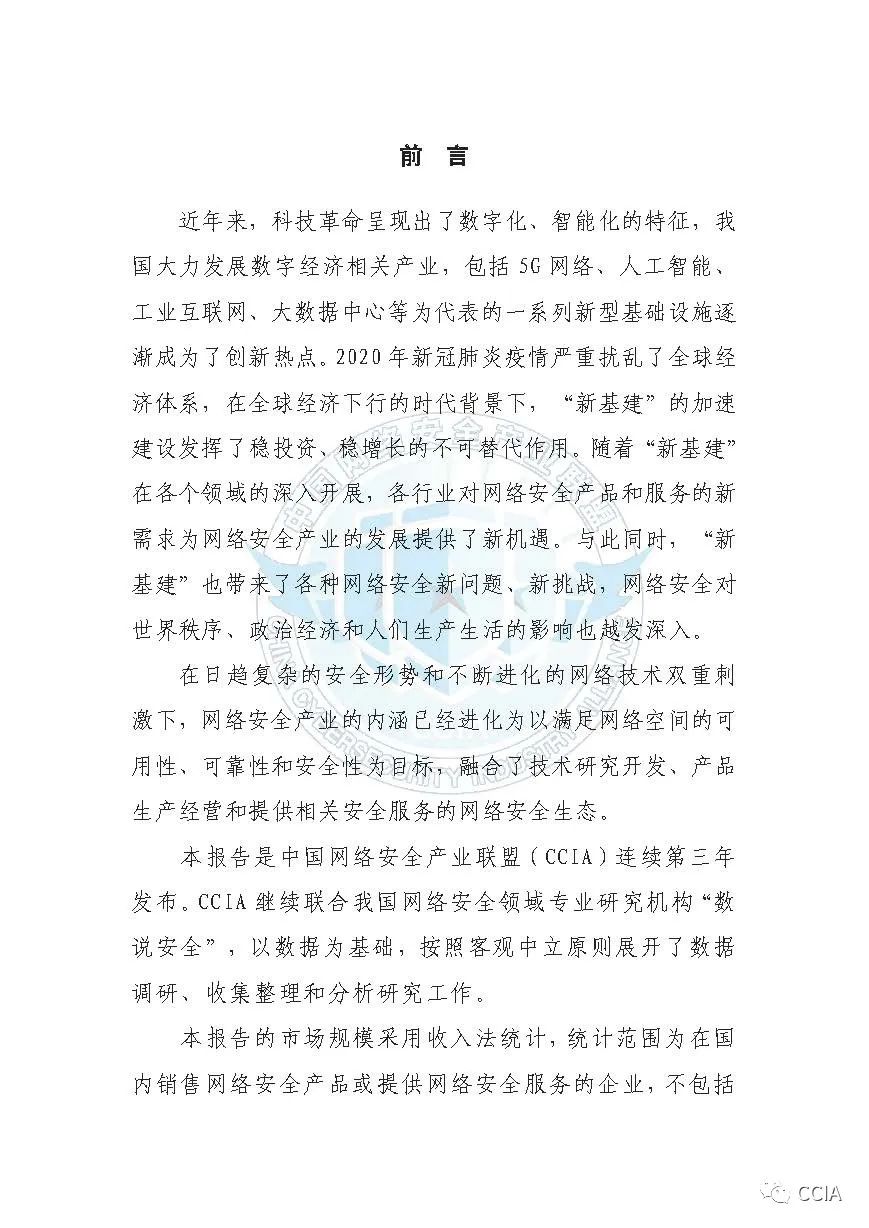 前 言
近年来，科技革命呈现出了数字化、智能化的特征，我
国大力发展数字经济相关产业，包括 5G 网络、人工智能、
工业互联网、大数据中心等为代表的一系列新型基础设施逐
渐成为了创新热点。2020 年新冠肺炎疫情严重扰乱了全球经
济体系，在全球经济下行的时代背景下，“新基建”的加速
建设发挥了稳投资、稳增长的不可替代作用。随着“新基建”
在各个领域的深入开展，各行业对网络安全产品和服务的新
需求为网络安全产业的发展提供了新机遇。与此同时，“新
基建”也带来了各种网络安全新问题、新挑战，网络安全对
世界秩序、政治经济和人们生产生活的影响也越发深入。
在日趋复杂的安全形势和不断进化的网络技术双重刺
激下，网络安全产业的内涵已经进化为以满足网络空间的可
用性、可靠性和安全性为目标，融合了技术研究开发、产品
生产经营和提供相关安全服务的网络安全生态。
本报告是中国网络安全产业联盟（CCIA）连续第三年
发布。CCIA 继续联合我国网络安全领域专业研究机构“数
说安全”，以数据为基础，按照客观中立原则展开了数据
调研、收集整理和分析研究工作。
本报告的市场规模采用收入法统计，统计范围为在国
内销售网络安全产品或提供网络安全服务的企业，不包括
中国网络安全产业联盟
CHINA CYBERSECURITY INDUSTRY ALLIANCE
CCIA